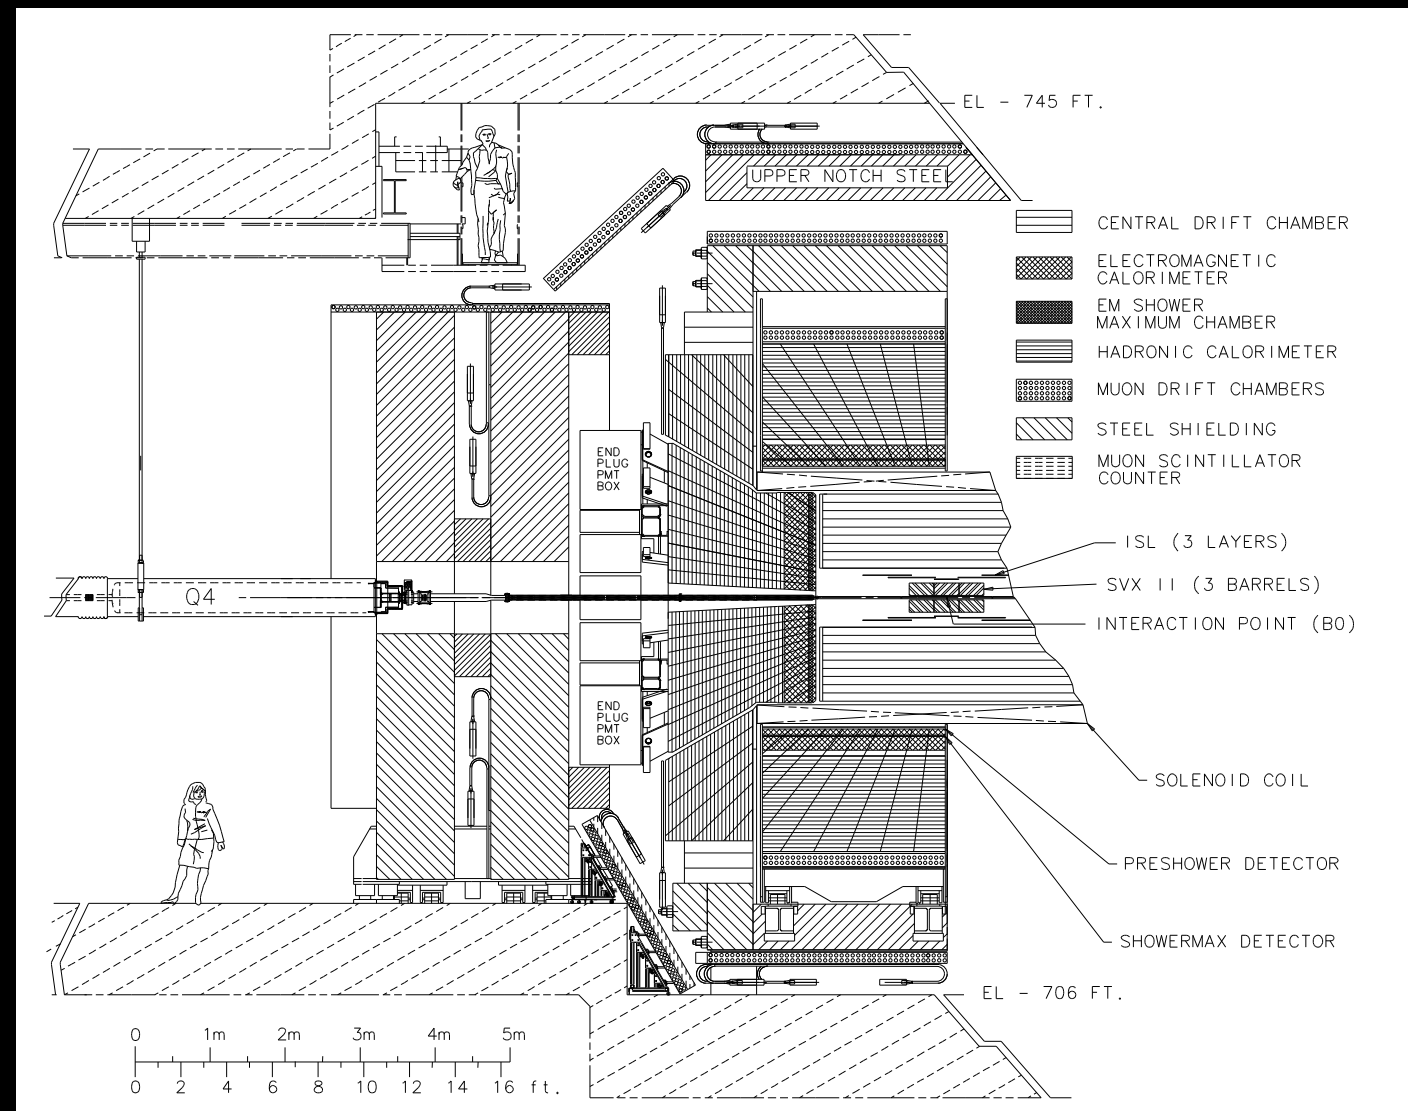 EL - 745 FT.
UPPER NOTCH STEEL
CENTRAL DRIFT CHAMBER
ELECTROMAGNETIC
CALORIMETER
EM SHOWER
MAXIMUM CHAMBER
HADRONIC CALORIMETER
MUON DRIFT CHAMBERS
STEEL SHIELDING
MUON SCINTILLATOR
COUNTER
END
PLUG
PMT
BOX
ISL (3 LAYERS)
SVX II (3 BARRELS)
Q4
INTERACTION POINT (B0)
END
PLUG
PMT
BOX
SOLENOID COIL
PRESHOWER DETECTOR
SHOWERMAX DETECTOR
EL - 706 FT.
0 1m 2m 3m 4m 5m
0 2 4 6 8 10 12 14 16 ft.